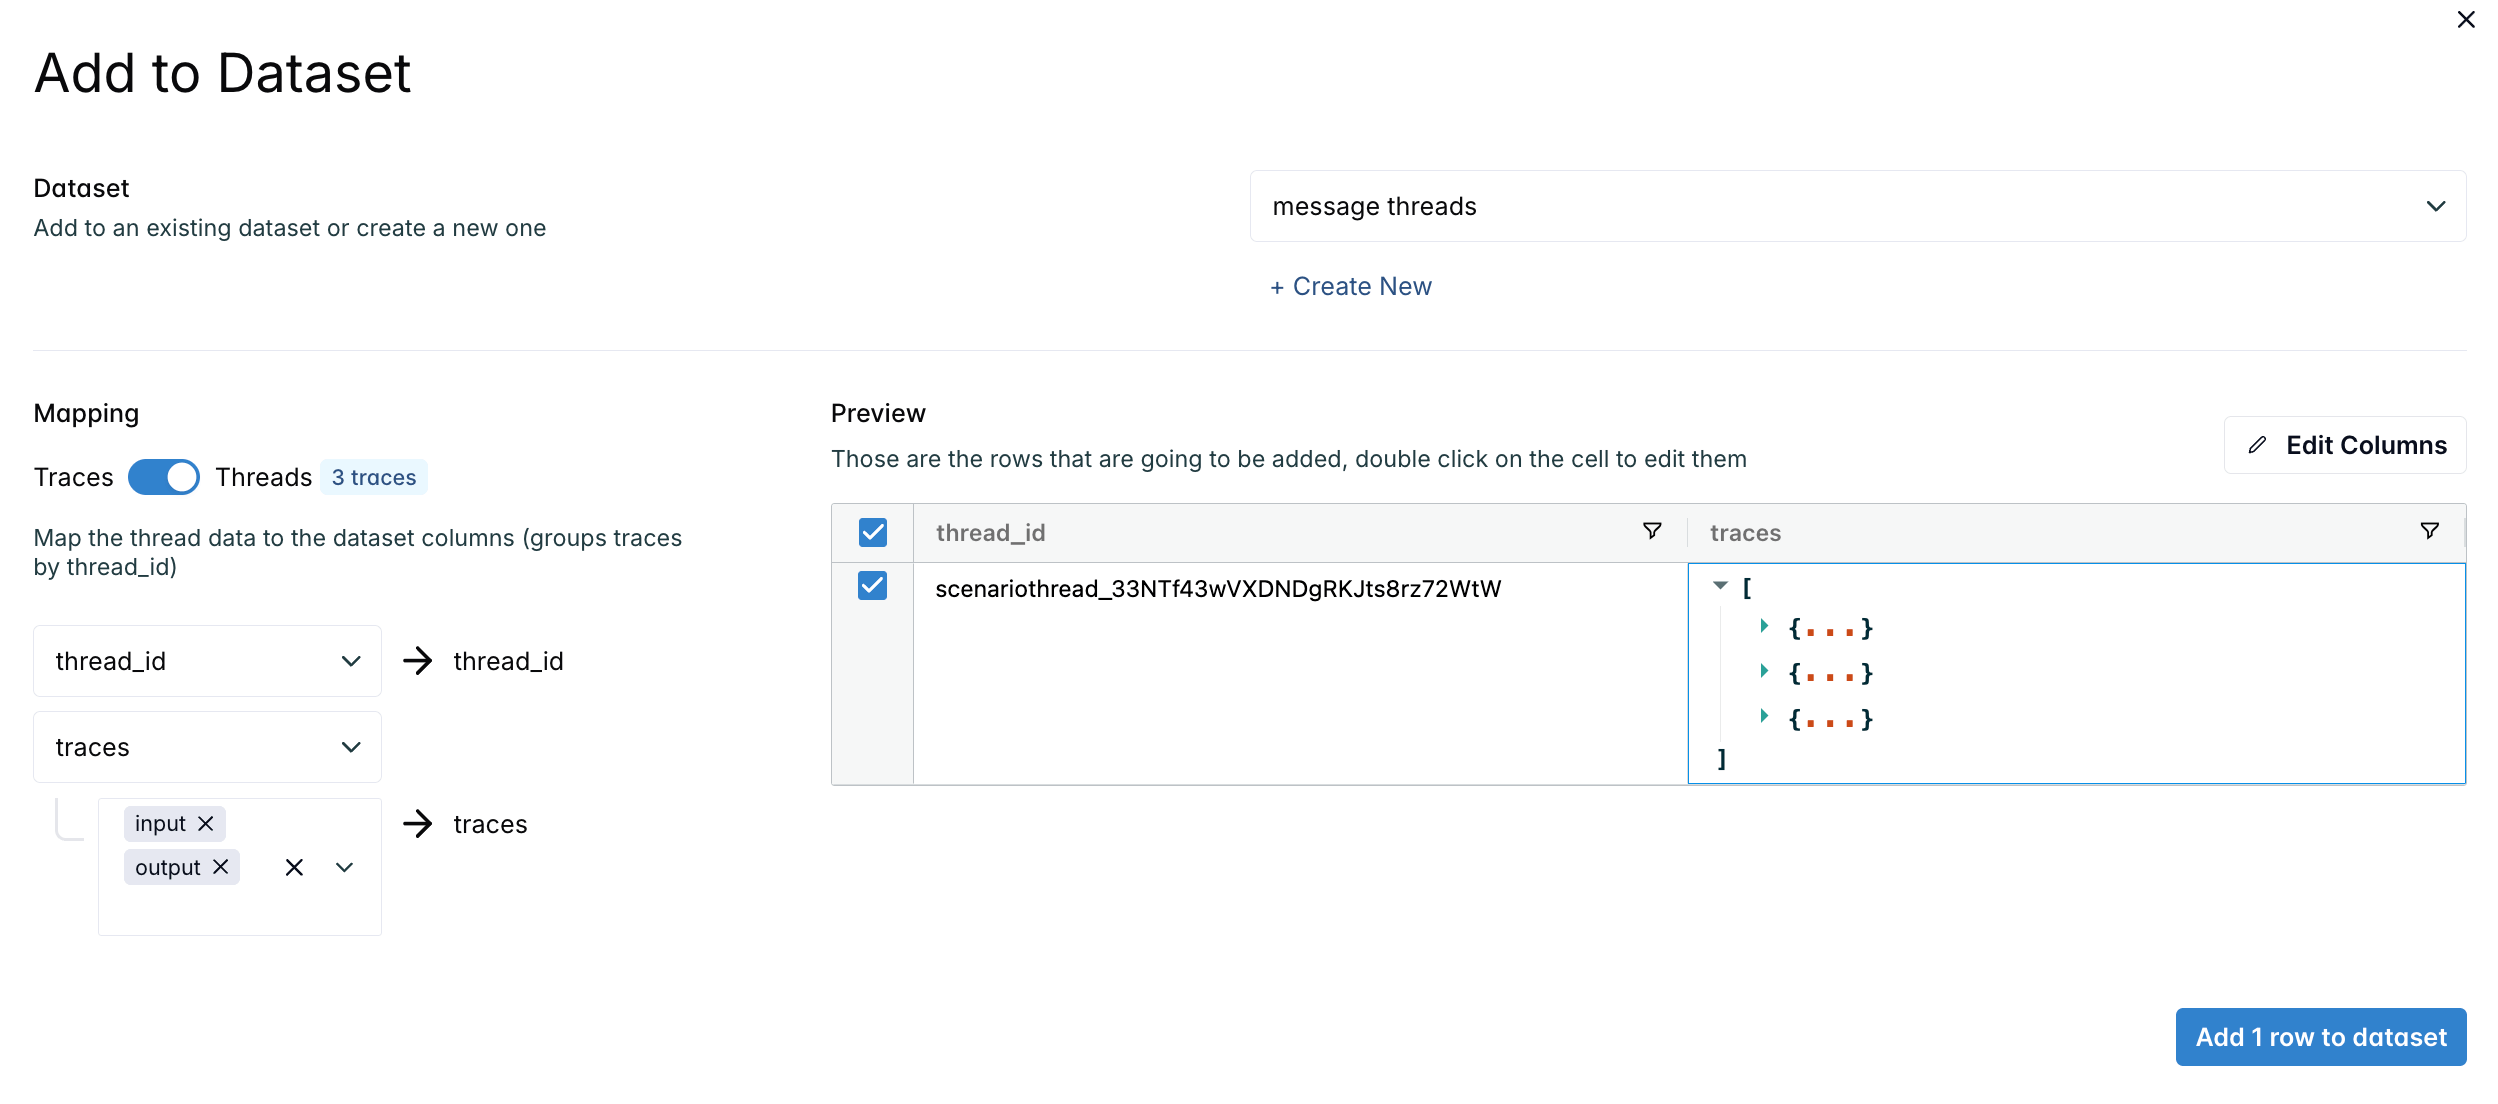 Add to Dataset
Dataset
Add to an existing dataset or create a new one
message threads
+ Create New
Mapping
Traces Threads 3 traces
Map the thread data to the dataset columns (groups traces
by thread_id)
thread_id → thread_id
traces
input
output
→ traces
Preview
Those are the rows that are going to be added, double click on the cell to edit them
Edit Columns
thread_id traces
scenariothread_33NTf43wVXDNDgRKJts8rz72WtW
[
{...}
{...}
{...}
]
Add 1 row to dataset